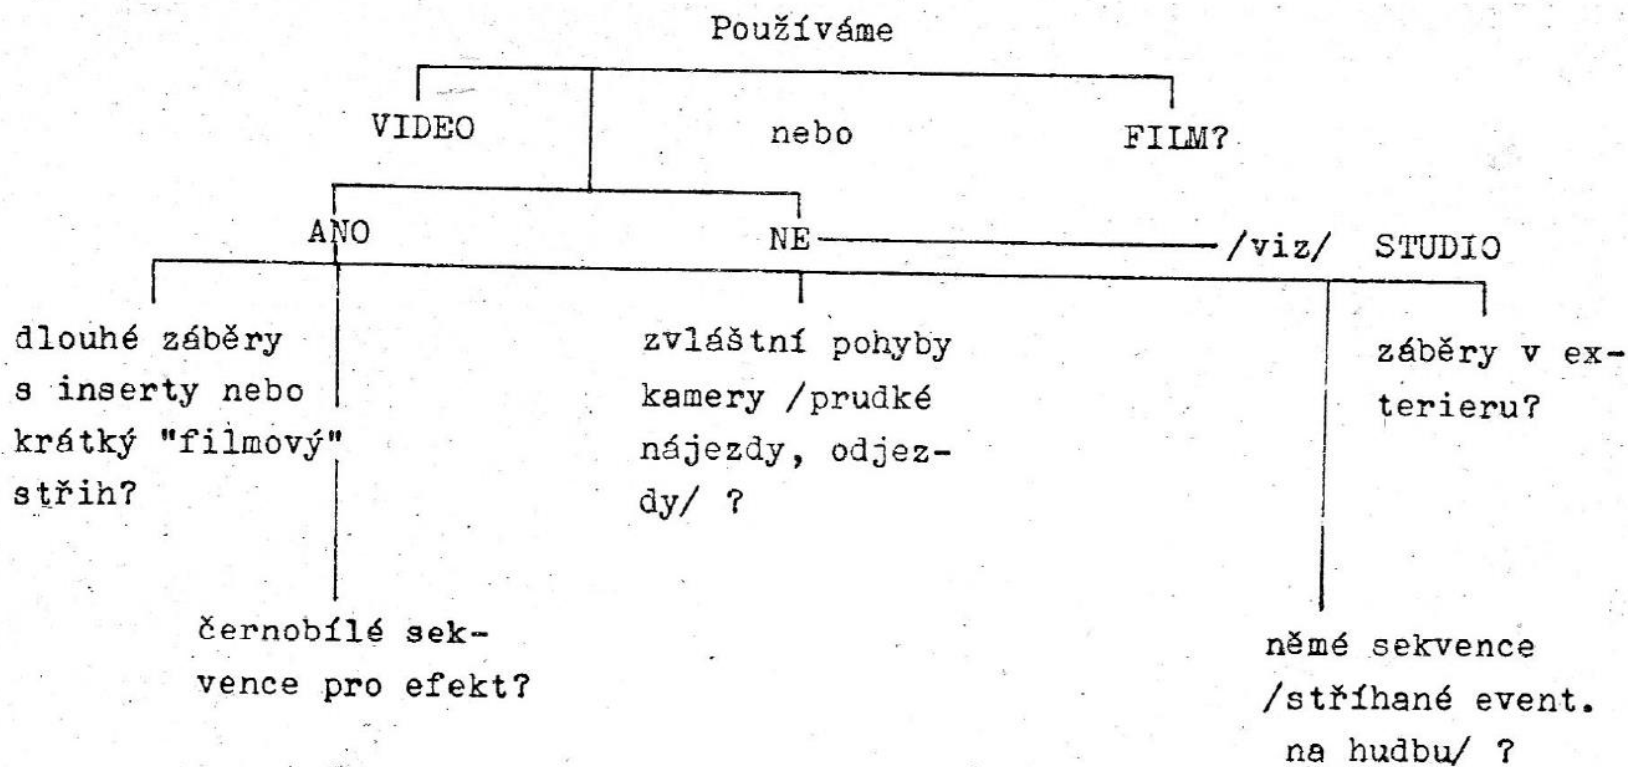 Používáme
VIDEO nebo FILM?
ANO NE /viz/ STUDIO
dlouhé záběry
s inserty nebo
krátký "filmový"
střih?
zvláštní pohyby
kamery /prudké
nájezdy, odjez-
dy/ ?
záběry v ex-
terieru?
černobílé sek-
vence pro efekt?
němé sekvence
/stříhané event.
na hudbu/ ?